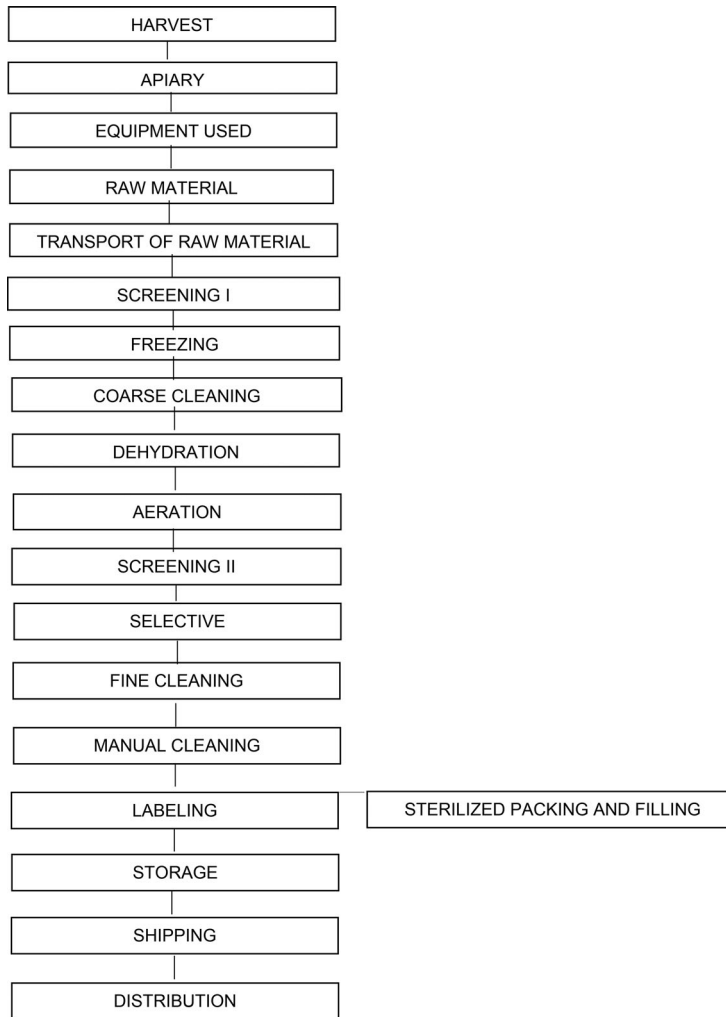 HARVEST
APIARY
EQUIPMENT USED
RAW MATERIAL
TRANSPORT OF RAW MATERIAL
SCREENING I
FREEZING
COARSE CLEANING
DEHYDRATION
AERATION
SCREENING II
SELECTIVE
FINE CLEANING
MANUAL CLEANING
LABELING
STERILIZED PACKING AND FILLING
STORAGE
SHIPPING
DISTRIBUTION